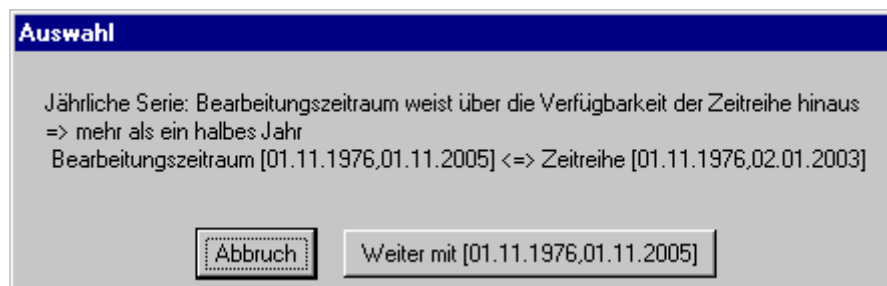 Auswahl
Jährliche Serie: Bearbeitungszeitraum weist über die Verfügbarkeit der Zeitreihe hinaus
=> mehr als ein halbes Jahr
Bearbeitungszeitraum [01.11.1976,01.11.2005] <=> Zeitreihe [01.11.1976,02.01.2003]
Abbruch Weiter mit [01.11.1976,01.11.2005]